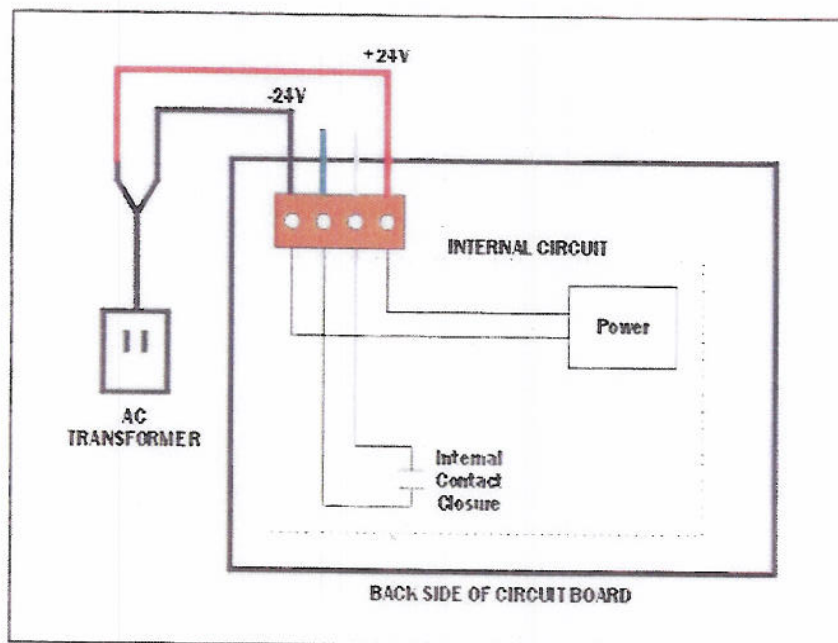 +24V
-24V
INTERNAL CIRCUIT
Power
AC
TRANSFORMER
Internal
Contact
Closure
BACK SIDE OF CIRCUIT BOARD